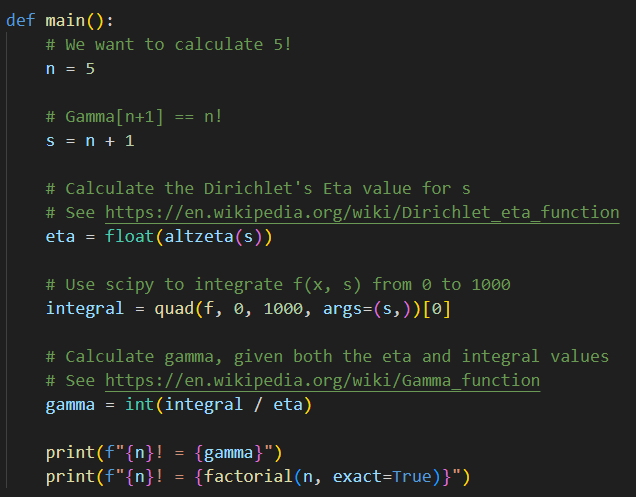 def main():
    # We want to calculate 5!
    n = 5
    # Gamma[n+1] == n!
    s = n + 1
    # Calculate the Dirichlet's Eta value for s
    # See https://en.wikipedia.org/wiki/Dirichlet_eta_function
    eta = float(altzeta(s))
    # Use scipy to integrate f(x, s) from 0 to 1000
    integral = quad(f, 0, 1000, args=(s,))[0]
    # Calculate gamma, given both the eta and integral values
    # See https://en.wikipedia.org/wiki/Gamma_function
    gamma = int(integral / eta)
    print(f"{n}! = {gamma}")
    print(f"{n}! = {factorial(n, exact=True)}")